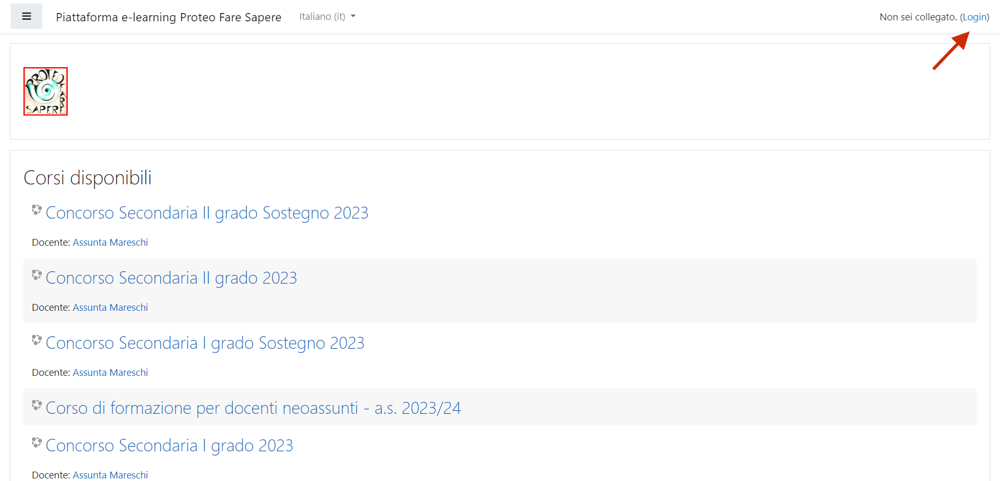 Piattaforma e-learning Proteo Fare Sapere
Italiano (it)
Non sei collegato. (Login)
PROTEO
FARE
SAPERE
Corsi disponibili
Concorso Secondaria II grado Sostegno 2023
Docente: Assunta Mareschi
Concorso Secondaria II grado 2023
Docente: Assunta Mareschi
Concorso Secondaria I grado Sostegno 2023
Docente: Assunta Mareschi
Corso di formazione per docenti neoassunti - a.s. 2023/24
Concorso Secondaria I grado 2023
Docente: Assunta Mareschi